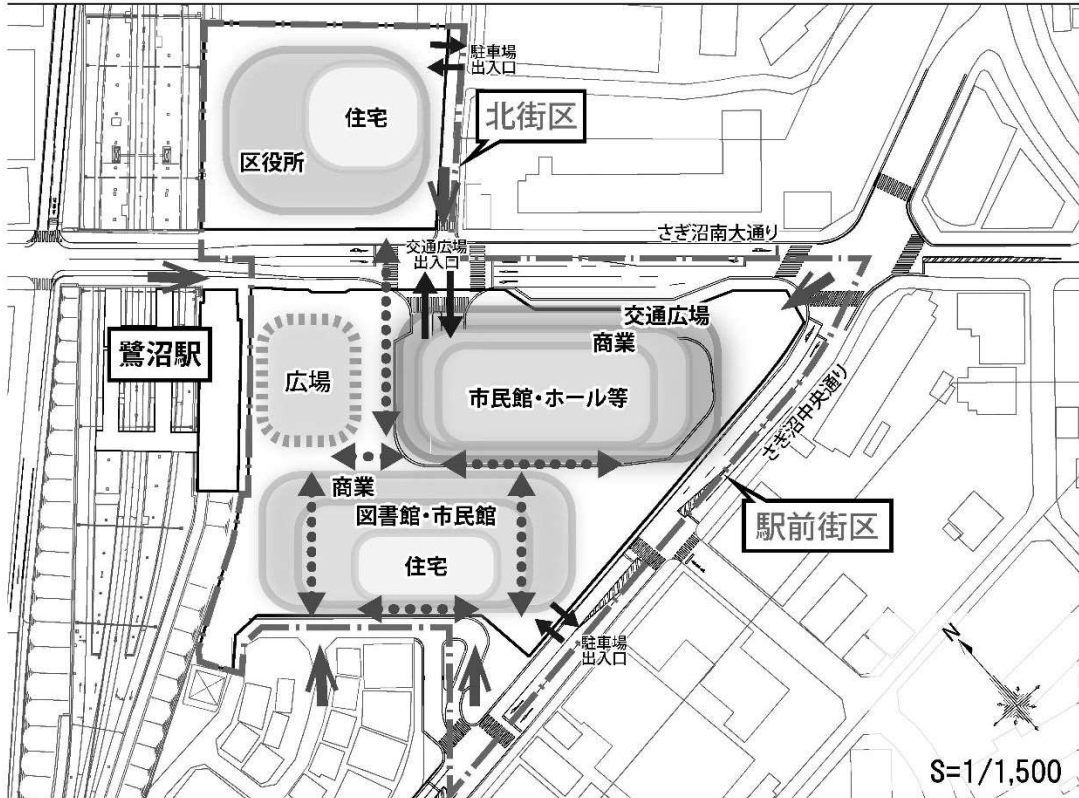 駐車場
出入口
住宅
北街区
区役所
さぎ沼南大通り
交通広場
出入口
交通広場
商業
鷺沼駅
広場
市民館・ホール等
さぎ沼中央通り
商業
図書館・市民館
駅前街区
住宅
駐車場
出入口
N
S=1/1,500